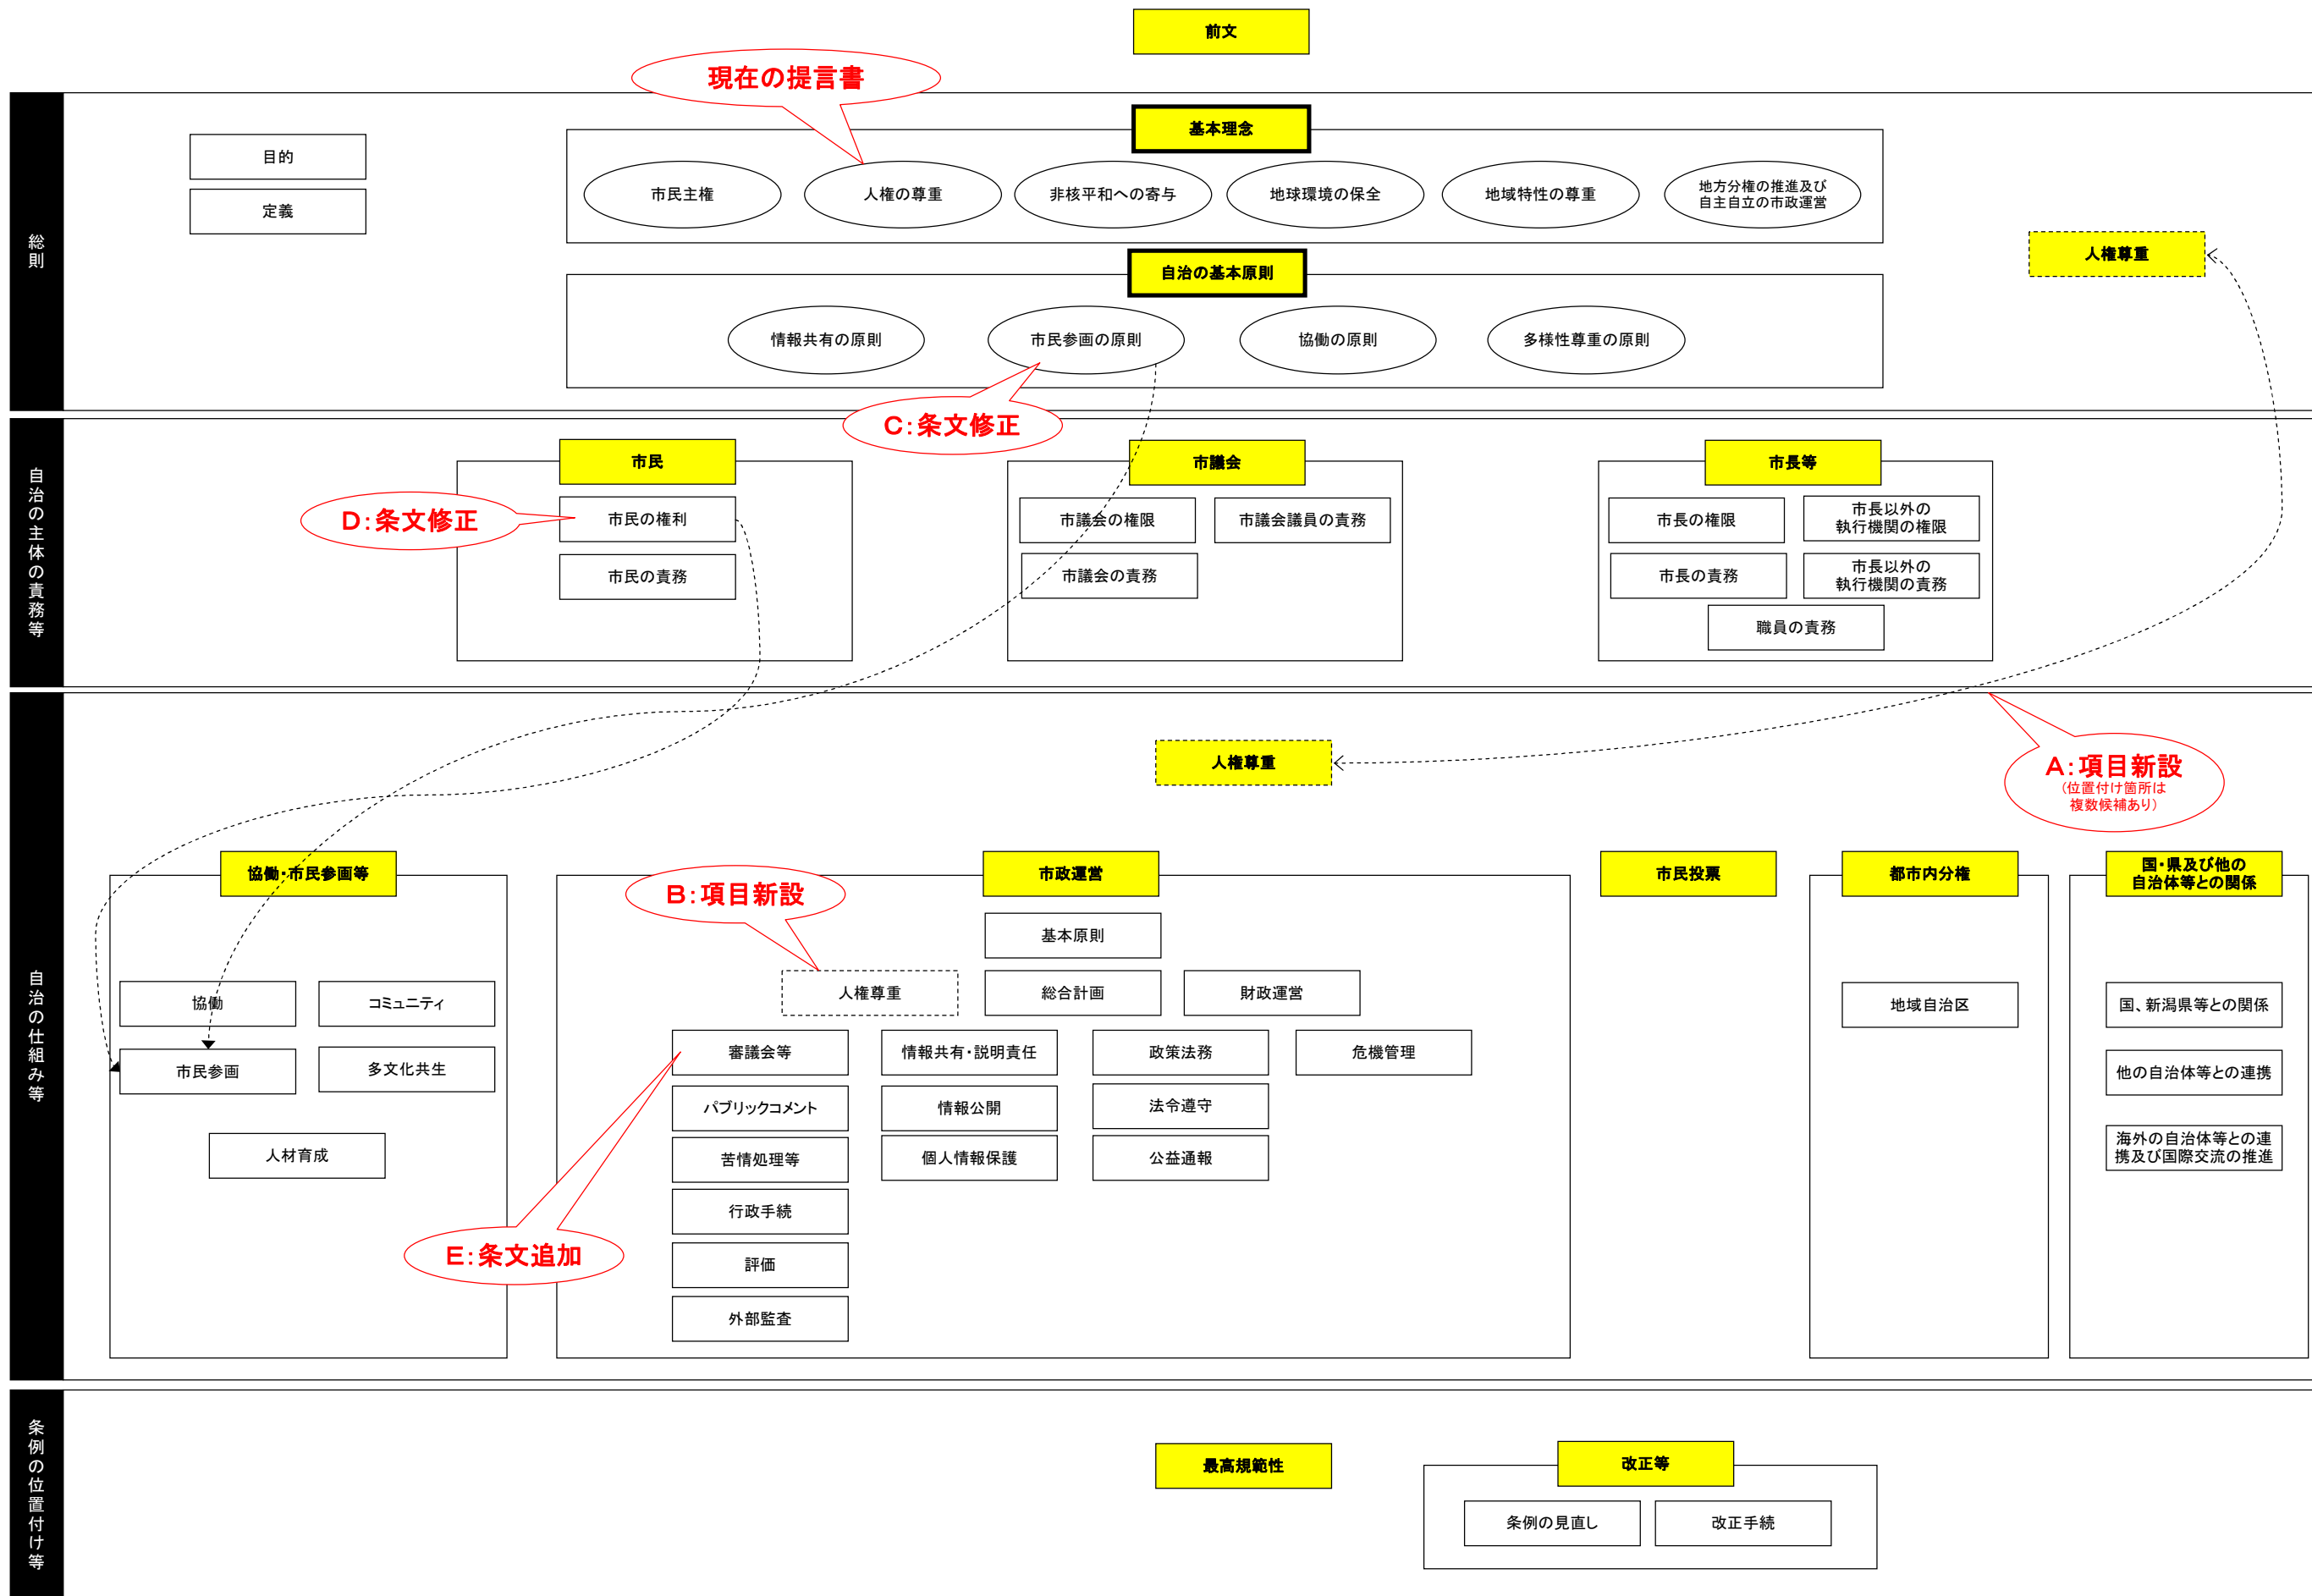 前文
現在の提言書
総則
目的
定義
基本理念
市民主権
人権の尊重
非核平和への寄与
地球環境の保全
地域特性の尊重
地方分権の推進及び
自主自立の市政運営
人権尊重
自治の基本原則
情報共有の原則
市民参画の原則
協働の原則
多様性尊重の原則
C:条文修正
自治の主体の責務等
市民
D:条文修正
市民の権利
市民の責務
市議会
市議会の権限
市議会議員の責務
市議会の責務
市長等
市長の権限
市長以外の
執行機関の権限
市長の責務
市長以外の
執行機関の責務
職員の責務
自治の仕組み等
人権尊重
A:項目新設
(位置付け箇所は
複数候補あり)
協働・市民参画等
協働
コミュニティ
市民参画
多文化共生
人材育成
市政運営
B:項目新設
基本原則
人権尊重
総合計画
財政運営
審議会等
情報共有・説明責任
政策法務
危機管理
パブリックコメント
情報公開
法令遵守
苦情処理等
個人情報保護
公益通報
行政手続
E:条文追加
評価
外部監査
市民投票
都市内分権
地域自治区
国・県及び他の
自治体等との関係
国、新潟県等との関係
他の自治体等との連携
海外の自治体等との連
携及び国際交流の推進
条例の位置付け等
最高規範性
改正等
条例の見直し
改正手続